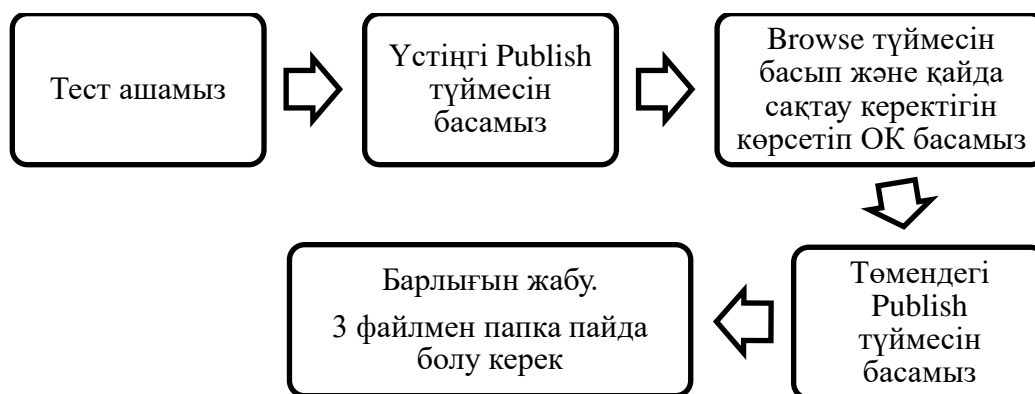 Тест ашамыз
Үстіңгі Publish
түймесін
басамыз
Browse түймесін
басып және қайда
сақтау керектігін
көрсетіп ОК басамыз
Төмендегі
Publish
түймесін
басамыз
Барлығын жабу.
3 файлмен папка пайда
болу керек